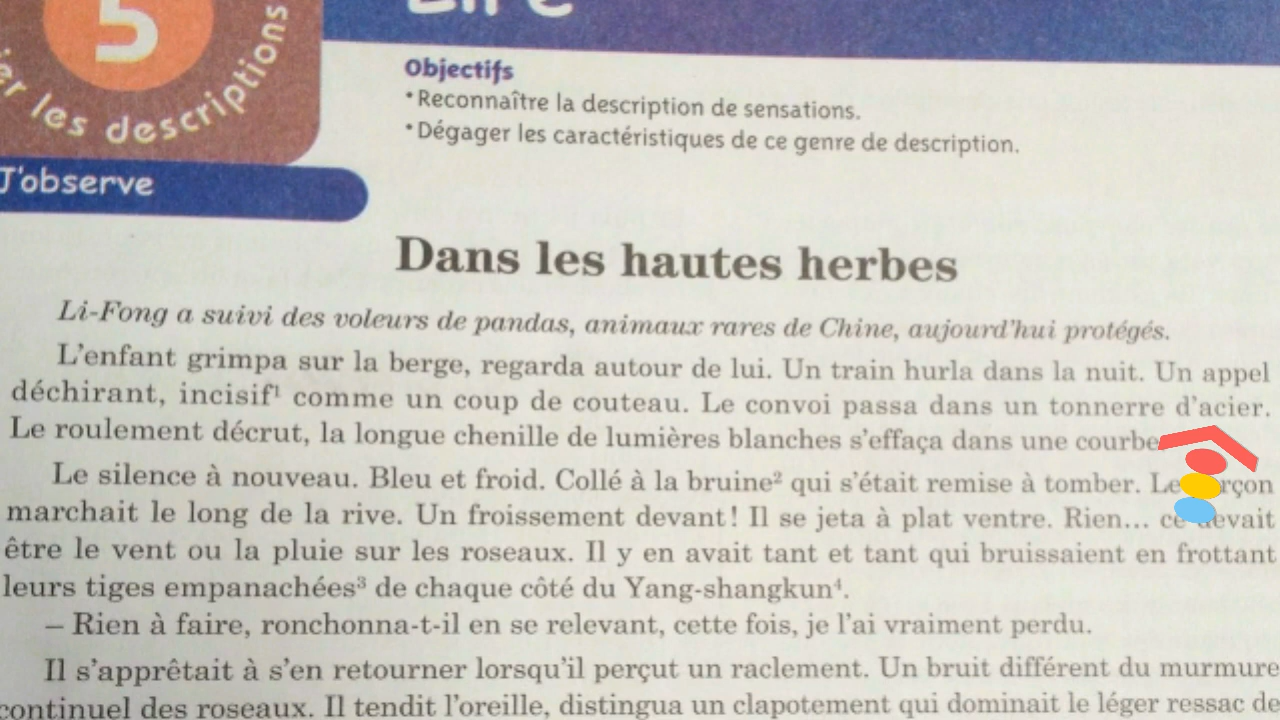 5
les descriptions
Objectifs
• Reconnaître la description de sensations.
• Dégager les caractéristiques de ce genre de description.
J'observe
Dans les hautes herbes
Li-Fong a suivi des voleurs de pandas, animaux rares de Chine, aujourd'hui protégés.
L'enfant grimpa sur la berge, regarda autour de lui. Un train hurla dans la nuit. Un appel
déchirant, incisif¹ comme un coup de couteau. Le convoi passa dans un tonnerre d'acier.
Le roulement décrut, la longue chenille de lumières blanches s'effaça dans une courbe
Le silence à nouveau. Bleu et froid. Collé à la bruine² qui s'était remise à tomber. Le
marchait le long de la rive. Un froissement devant! Il se jeta à plat ventre. Rien... ce devait
être le vent ou la pluie sur les roseaux. Il y en avait tant et tant qui bruissaient en frottant
leurs tiges empanachées³ de chaque côté du Yang-shangkun⁴.
– Rien à faire, ronchonna-t-il en se relevant, cette fois, je l'ai vraiment perdu.
Il s'apprêtait à s'en retourner lorsqu'il perçut un raclement. Un bruit différent du murmure
continuel des roseaux. Il tendit l'oreille, distingua un clapotement qui dominait le léger ressac de